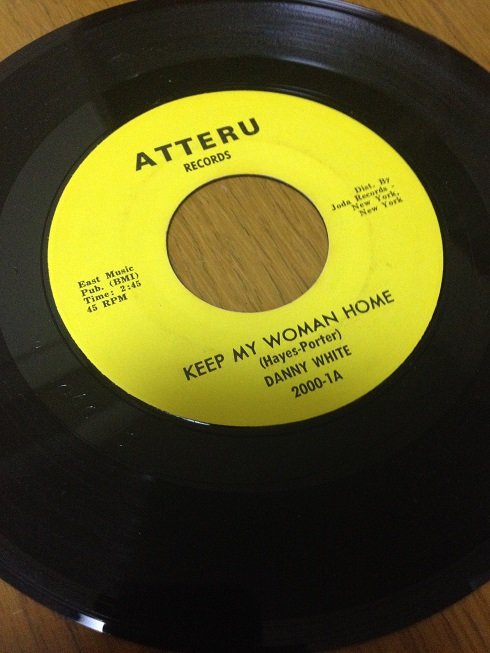 ATTERU
RECORDS
Dist. By
Joda Records -
New York,
New York
East Music
Pub. (BMI)
Time: 2:45
45 RPM
KEEP MY WOMAN HOME
(Hayes-Porter)
DANNY WHITE
2000-1A